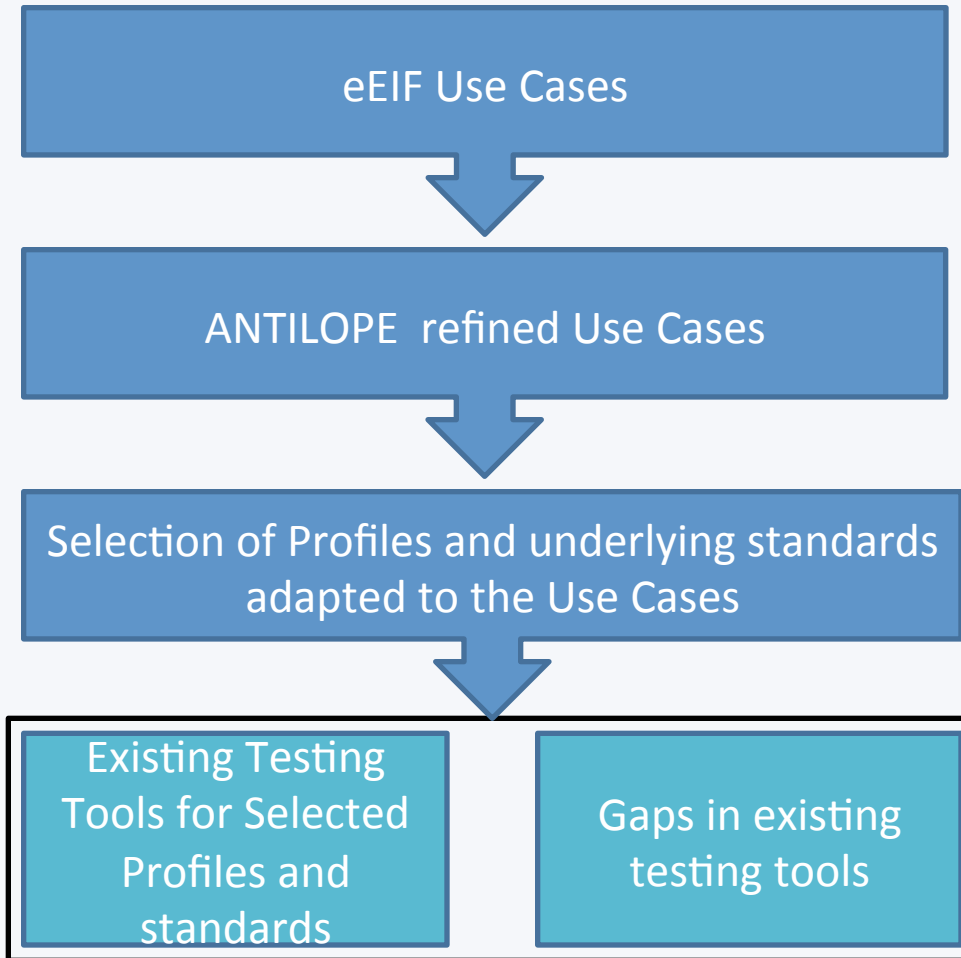 eEIF Use Cases
ANTILOPE  refined Use Cases
Selection of Profiles and underlying standards
adapted to the Use Cases
Existing Testing
Tools for Selected
Profiles and
standards
Gaps in existing
testing tools